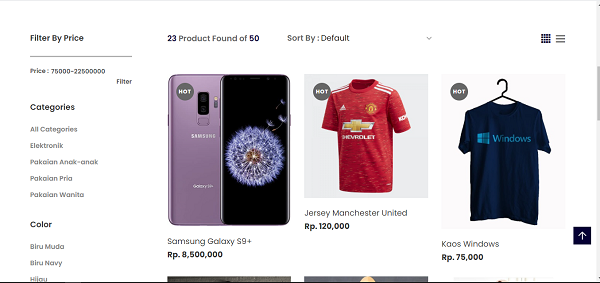 Filter By Price
Price : 75000-22500000
Filter
Categories
All Categories
Elektronik
Pakaian Anak-anak
Pakaian Pria
Pakaian Wanita
Color
Biru Muda
Biru Navy
Hijau
23 Product Found of 50
Sort By : Default
HOT
SAMSUNG
Galaxy S9+
Samsung Galaxy S9+
Rp. 8,500,000
HOT
CHEVROLET
Jersey Manchester United
Rp. 120,000
Windows
Kaos Windows
Rp. 75,000